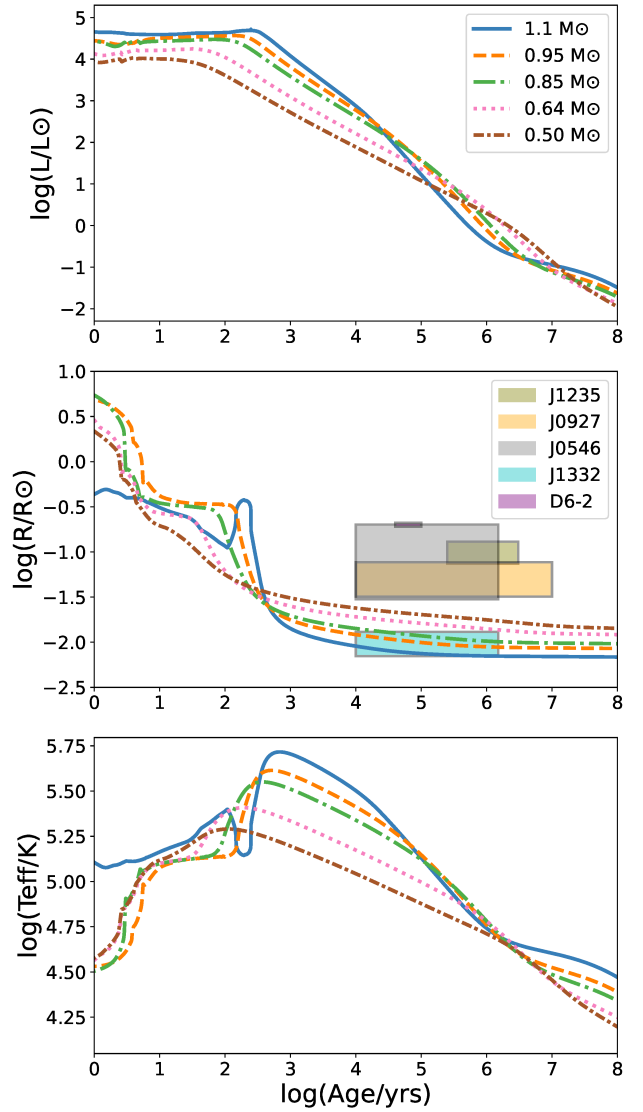 5
4
3
2
1
0
−1
−2
log(L/L⊙)
1.1 M⊙
0.95 M⊙
0.85 M⊙
0.64 M⊙
0.50 M⊙
0 1 2 3 4 5 6 7 8
1.0
0.5
0.0
−0.5
−1.0
−1.5
−2.0
−2.5
log(R/R⊙)
J1235
J0927
J0546
J1332
D6-2
0 1 2 3 4 5 6 7 8
5.75
5.50
5.25
5.00
4.75
4.50
4.25
log(Teff/K)
0 1 2 3 4 5 6 7 8
log(Age/yrs)